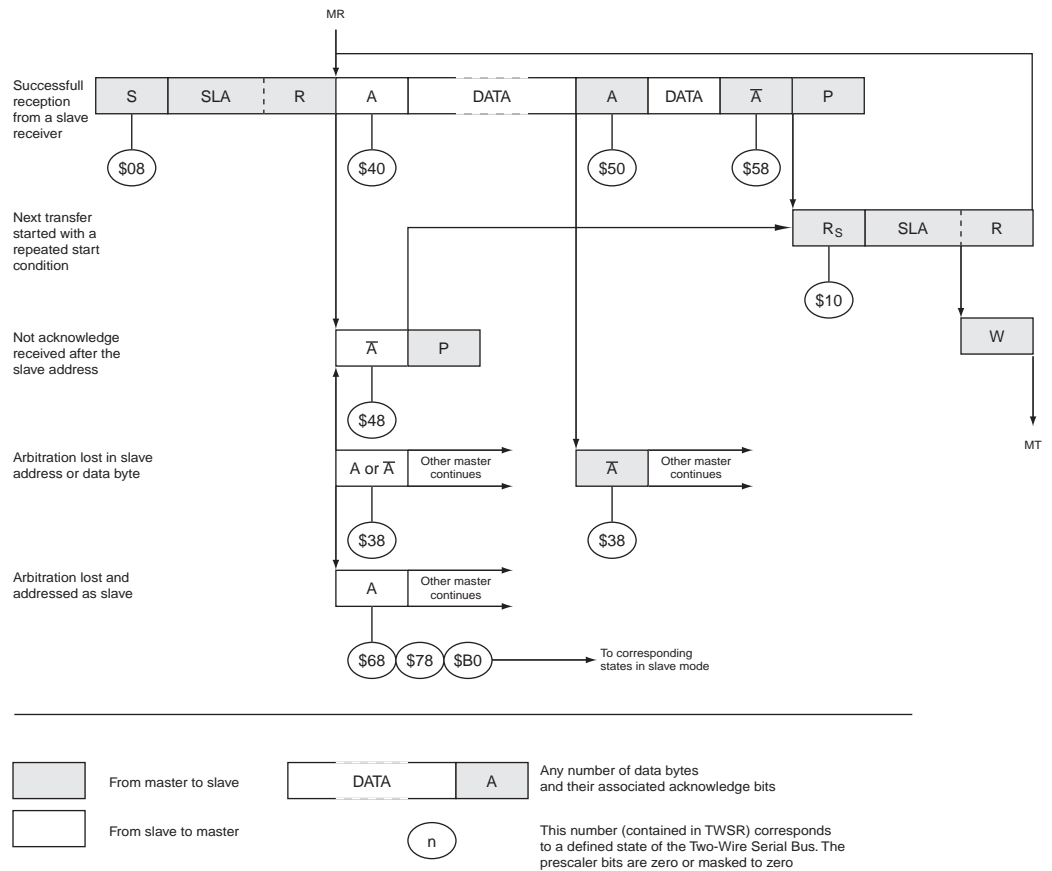 MR
Successfull
reception
from a slave
receiver
S SLA R A DATA A DATA A̅ P
$08 $40 $50 $58
Next transfer
started with a
repeated start
condition
RS SLA R
$10
Not acknowledge
received after the
slave address
A̅ P
W
$48
MT
Arbitration lost in slave
address or data byte
A or A̅
Other master
continues
A̅
Other master
continues
$38 $38
Arbitration lost and
addressed as slave
A
Other master
continues
$68 $78 $B0
To corresponding
states in slave mode
From master to slave
DATA A
Any number of data bytes
and their associated acknowledge bits
From slave to master
n
This number (contained in TWSR) corresponds
to a defined state of the Two-Wire Serial Bus. The
prescaler bits are zero or masked to zero